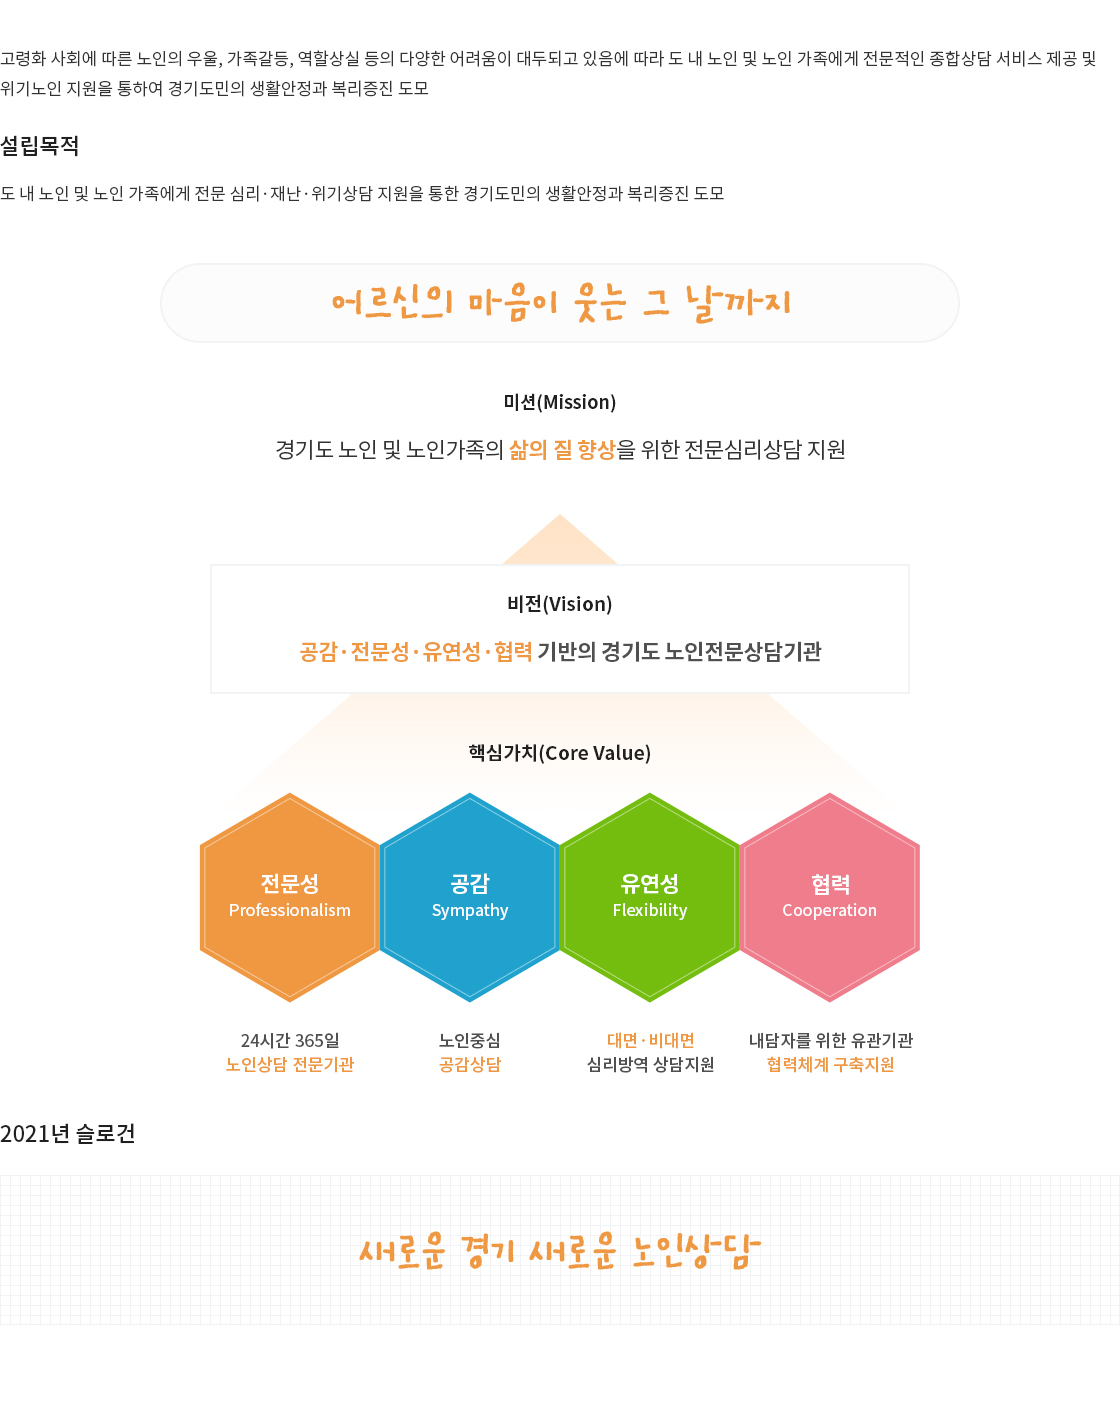 고령화 사회에 따른 노인의 우울, 가족갈등, 역할상실 등의 다양한 어려움이 대두되고 있음에 따라 도 내 노인 및 노인 가족에게 전문적인 종합상담 서비스 제공 및
위기노인 지원을 통하여 경기도민의 생활안정과 복리증진 도모
설립목적
도 내 노인 및 노인 가족에게 전문 심리·재난·위기상담 지원을 통한 경기도민의 생활안정과 복리증진 도모
어르신의 마음이 웃는 그 날까지
미션(Mission)
경기도 노인 및 노인가족의 삶의 질 향상을 위한 전문심리상담 지원
비전(Vision)
공감·전문성·유연성·협력 기반의 경기도 노인전문상담기관
핵심가치(Core Value)
전문성
Professionalism
공감
Sympathy
유연성
Flexibility
협력
Cooperation
24시간 365일
노인상담 전문기관
노인중심
공감상담
대면·비대면
심리방역 상담지원
내담자를 위한 유관기관
협력체계 구축지원
2021년 슬로건
새로운 경기 새로운 노인상담